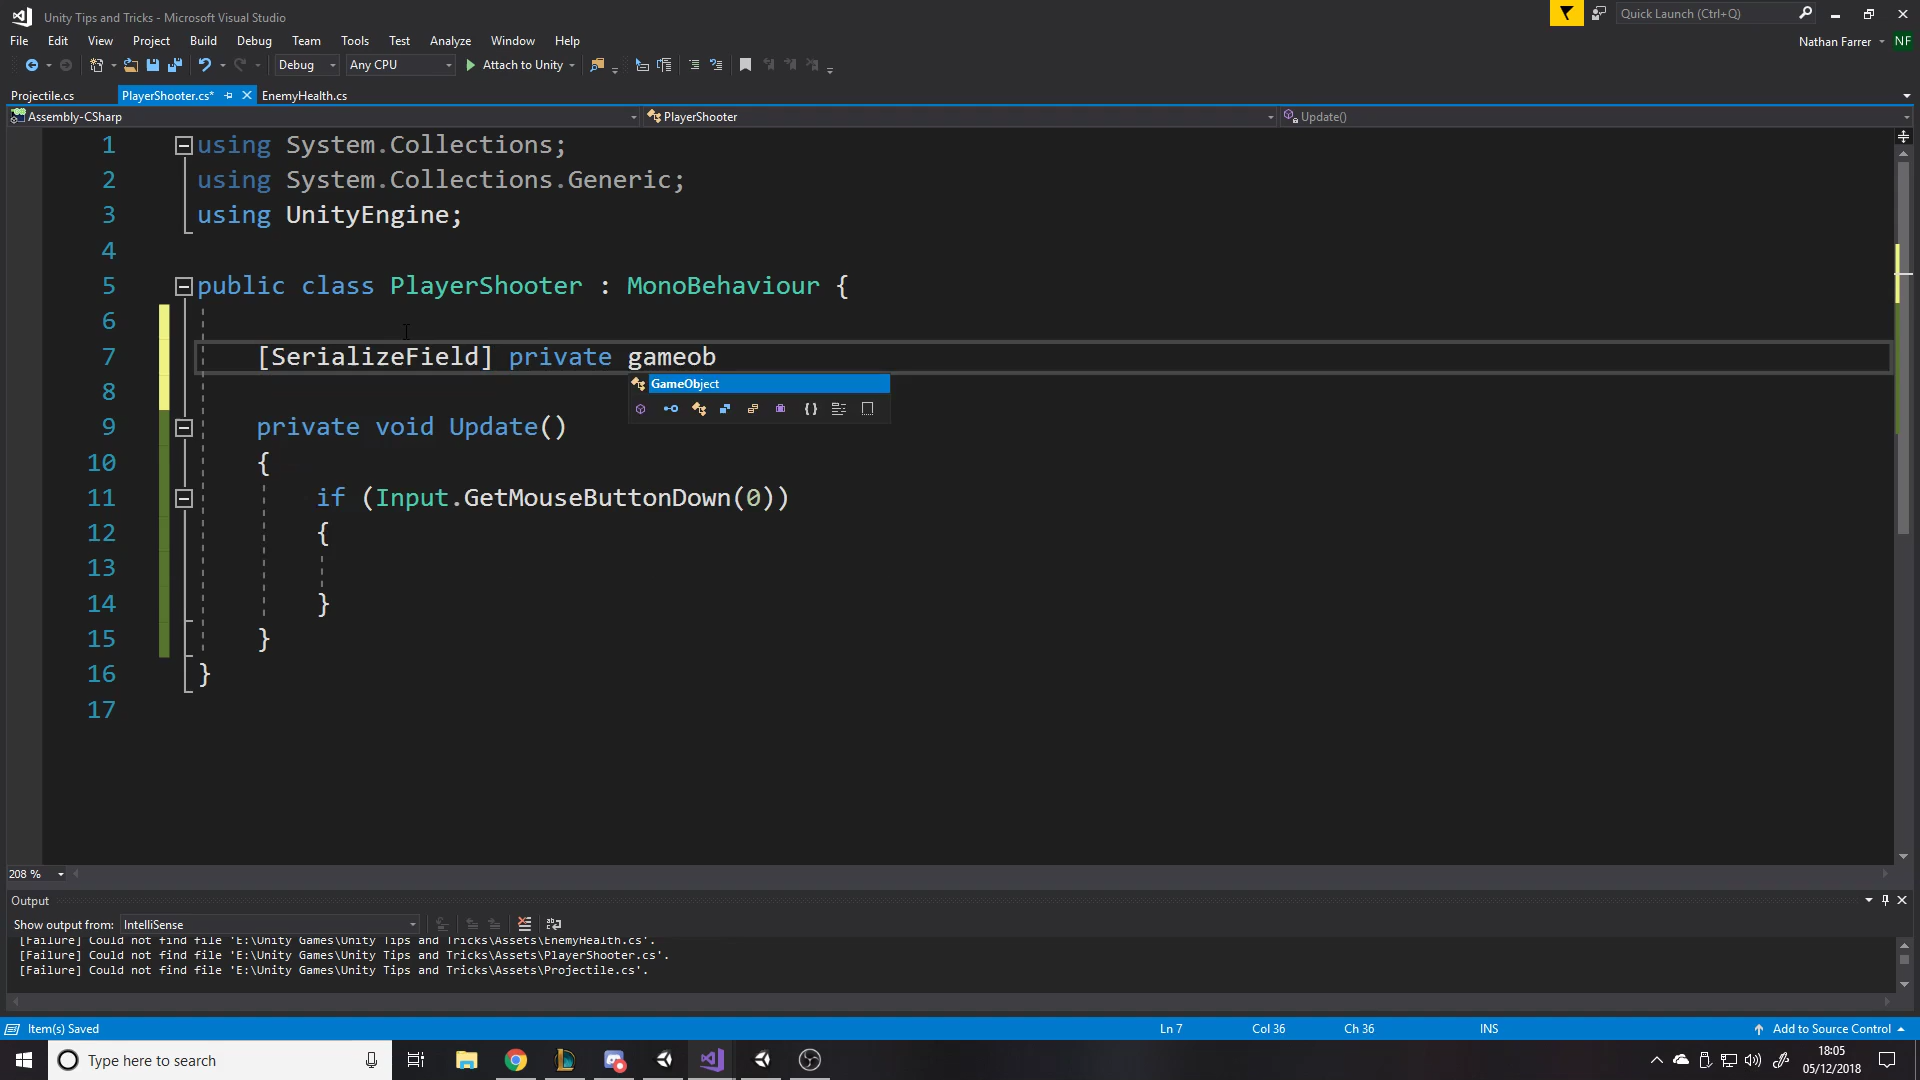 Unity Tips and Tricks - Microsoft Visual Studio
Quick Launch (Ctrl+Q)
File Edit View Project Build Debug Team Tools Test Analyze Window Help
Nathan Farrer
NF
Debug
Any CPU
Attach to Unity
Projectile.cs
PlayerShooter.cs*
EnemyHealth.cs
Assembly-CSharp
PlayerShooter
Update()
1 using System.Collections;
2 using System.Collections.Generic;
3 using UnityEngine;
4
5 public class PlayerShooter : MonoBehaviour {
6
7 [SerializeField] private gameob
GameObject
8
9 private void Update()
10 {
11 if (Input.GetMouseButtonDown(0))
12 {
13
14 }
15 }
16 }
17
208 %
Output
Show output from: IntelliSense
[Failure] Could not find file 'E:\Unity Games\Unity Tips and Tricks\Assets\EnemyHealth.cs'.
[Failure] Could not find file 'E:\Unity Games\Unity Tips and Tricks\Assets\PlayerShooter.cs'.
[Failure] Could not find file 'E:\Unity Games\Unity Tips and Tricks\Assets\Projectile.cs'.
Item(s) Saved
Ln 7
Col 36
Ch 36
INS
Add to Source Control
Type here to search
18:05
05/12/2018